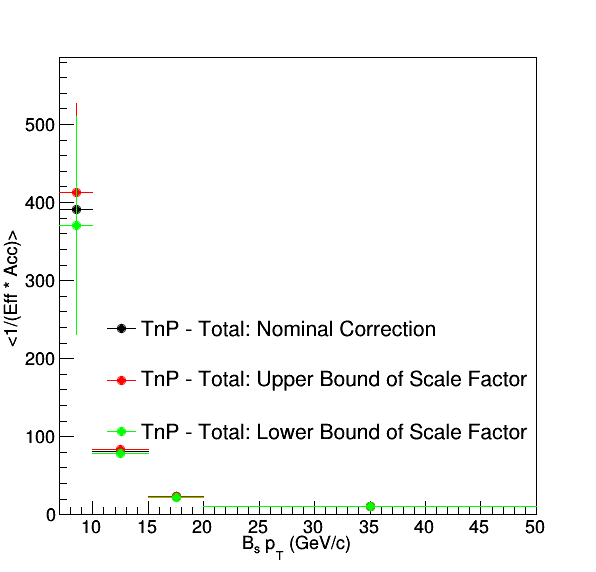 <1/(Eff * Acc)>
500
400
300
200
100
0
TnP - Total: Nominal Correction
TnP - Total: Upper Bound of Scale Factor
TnP - Total: Lower Bound of Scale Factor
10 15 20 25 30 35 40 45 50
Bs pT (GeV/c)